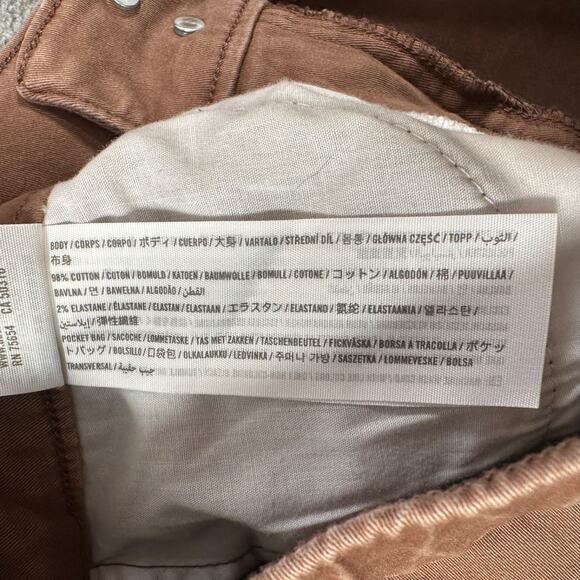 BODY / CORPS / CORPO / ボディ / CUERPO / 大身 / VARTALO / STŘEDNÍ DÍL / 몸통 / GŁÓWNA CZĘŚĆ / TOPP / الثوب /
布身
98% COTTON / COTON / BOMULD / KATOEN / BAUMWOLLE / BOMULL / COTONE / コットン / ALGODÓN / 棉 / PUUVILLAA /
BAVLNA / 면 / BAWEŁNA / ALGODÃO / القطن
2% ELASTANE / ÉLASTANE / ELASTAN / ELASTAAN / エラスタン / ELASTANO / 氨纶 / ELASTAANIA / 엘라스탄 /
إيلاستين / 彈性纖維
POCKET BAG / SACOCHE / LOMMETASKE / TAS MET ZAKKEN / TASCHENBEUTEL / FICKVÄSKA / BORSA A TRACOLLA / ポケッ
トバッグ / BOLSILLO / 口袋包 / OLKALAUKKU / LEDVINKA / 주머니 가방 / SASZETKA / LOMMEVESKE / BOLSA
TRANSVERSAL / جيب حقيبة
RN 75654 CA 50310